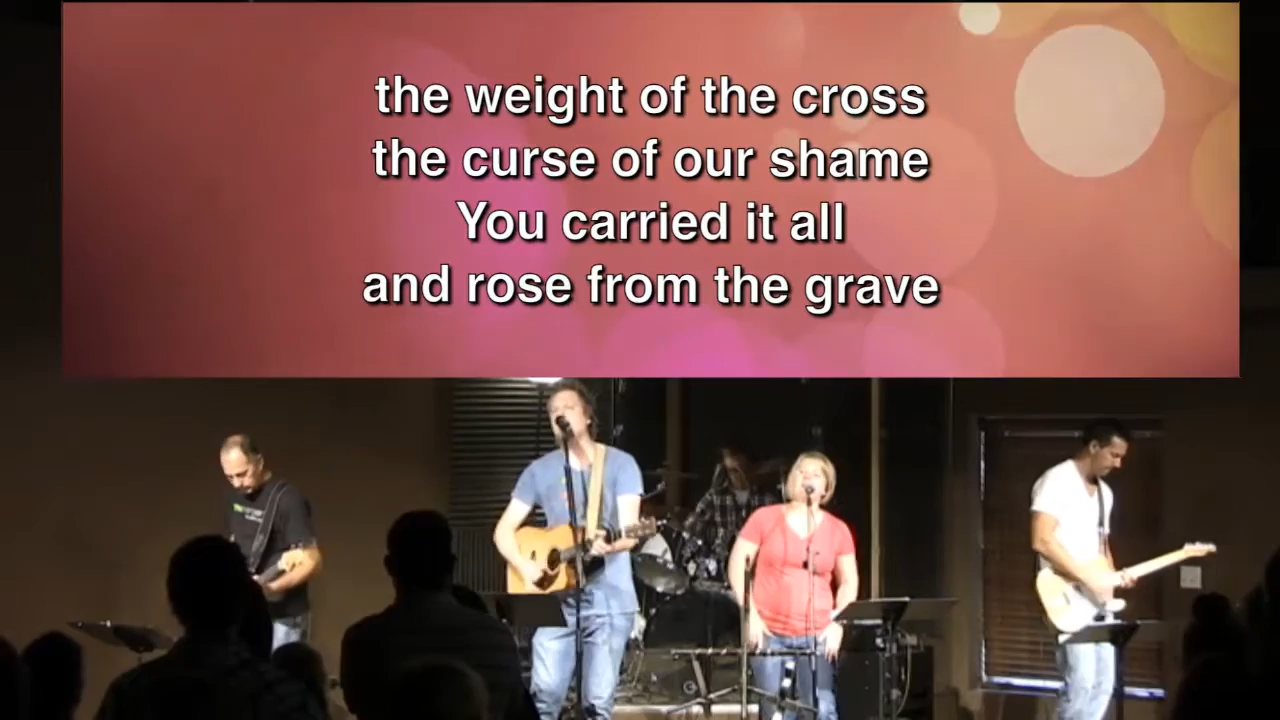 the weight of the cross
the curse of our shame
You carried it all
and rose from the grave